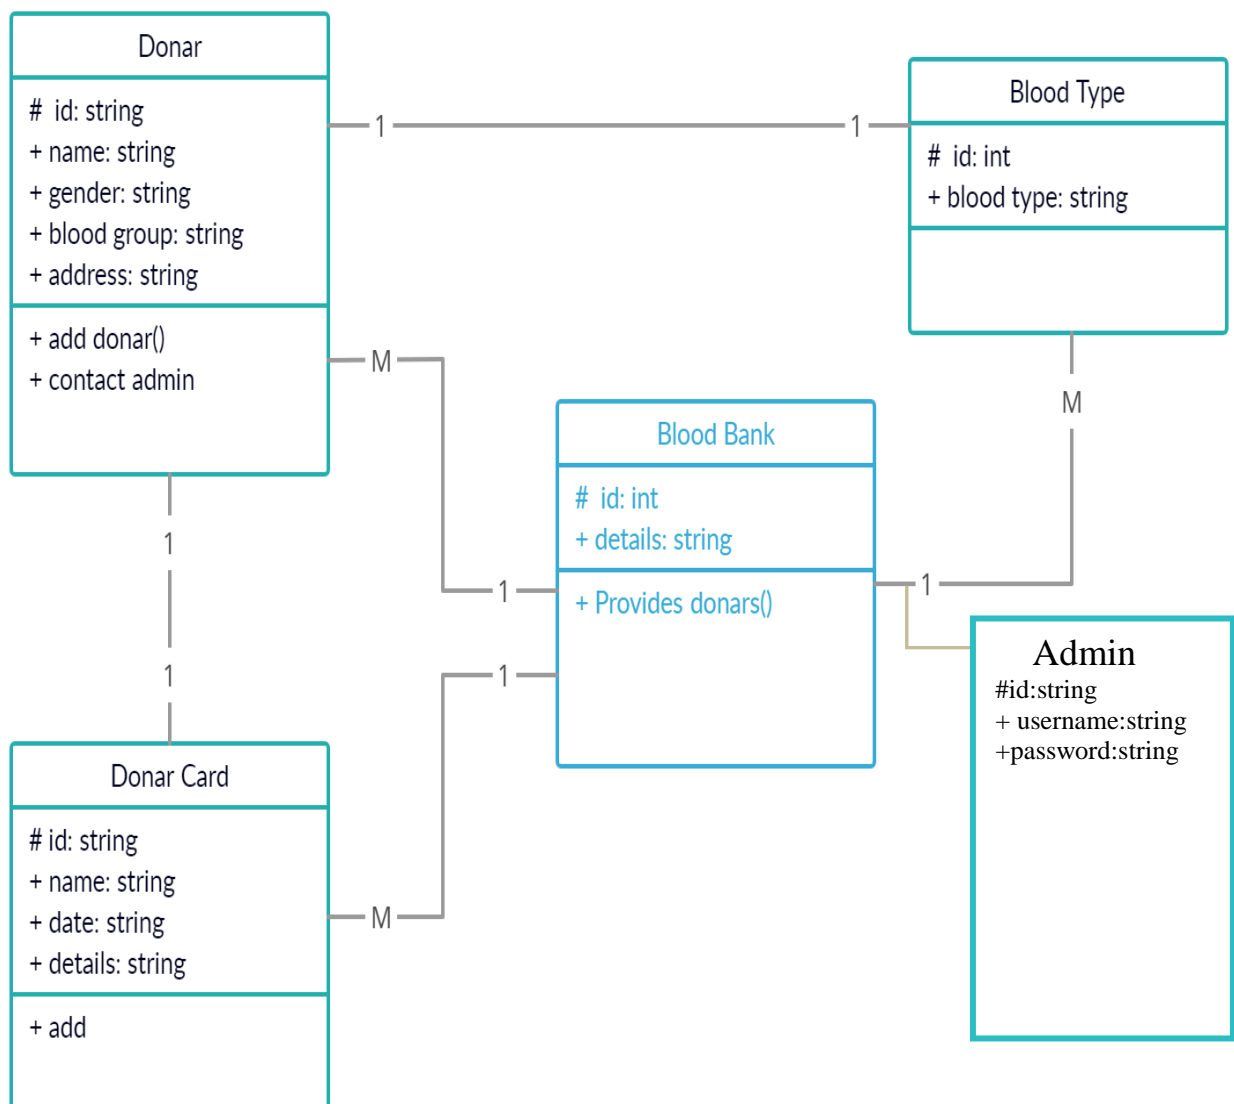 Donar
# id: string
+ name: string
+ gender: string
+ blood group: string
+ address: string
+ add donar()
+ contact admin
1
1
Blood Type
# id: int
+ blood type: string
M
M
Blood Bank
# id: int
+ details: string
+ Provides donars()
1
1
1
1
1
Admin
#id:string
+ username:string
+password:string
Donar Card
# id: string
+ name: string
+ date: string
+ details: string
+ add
M